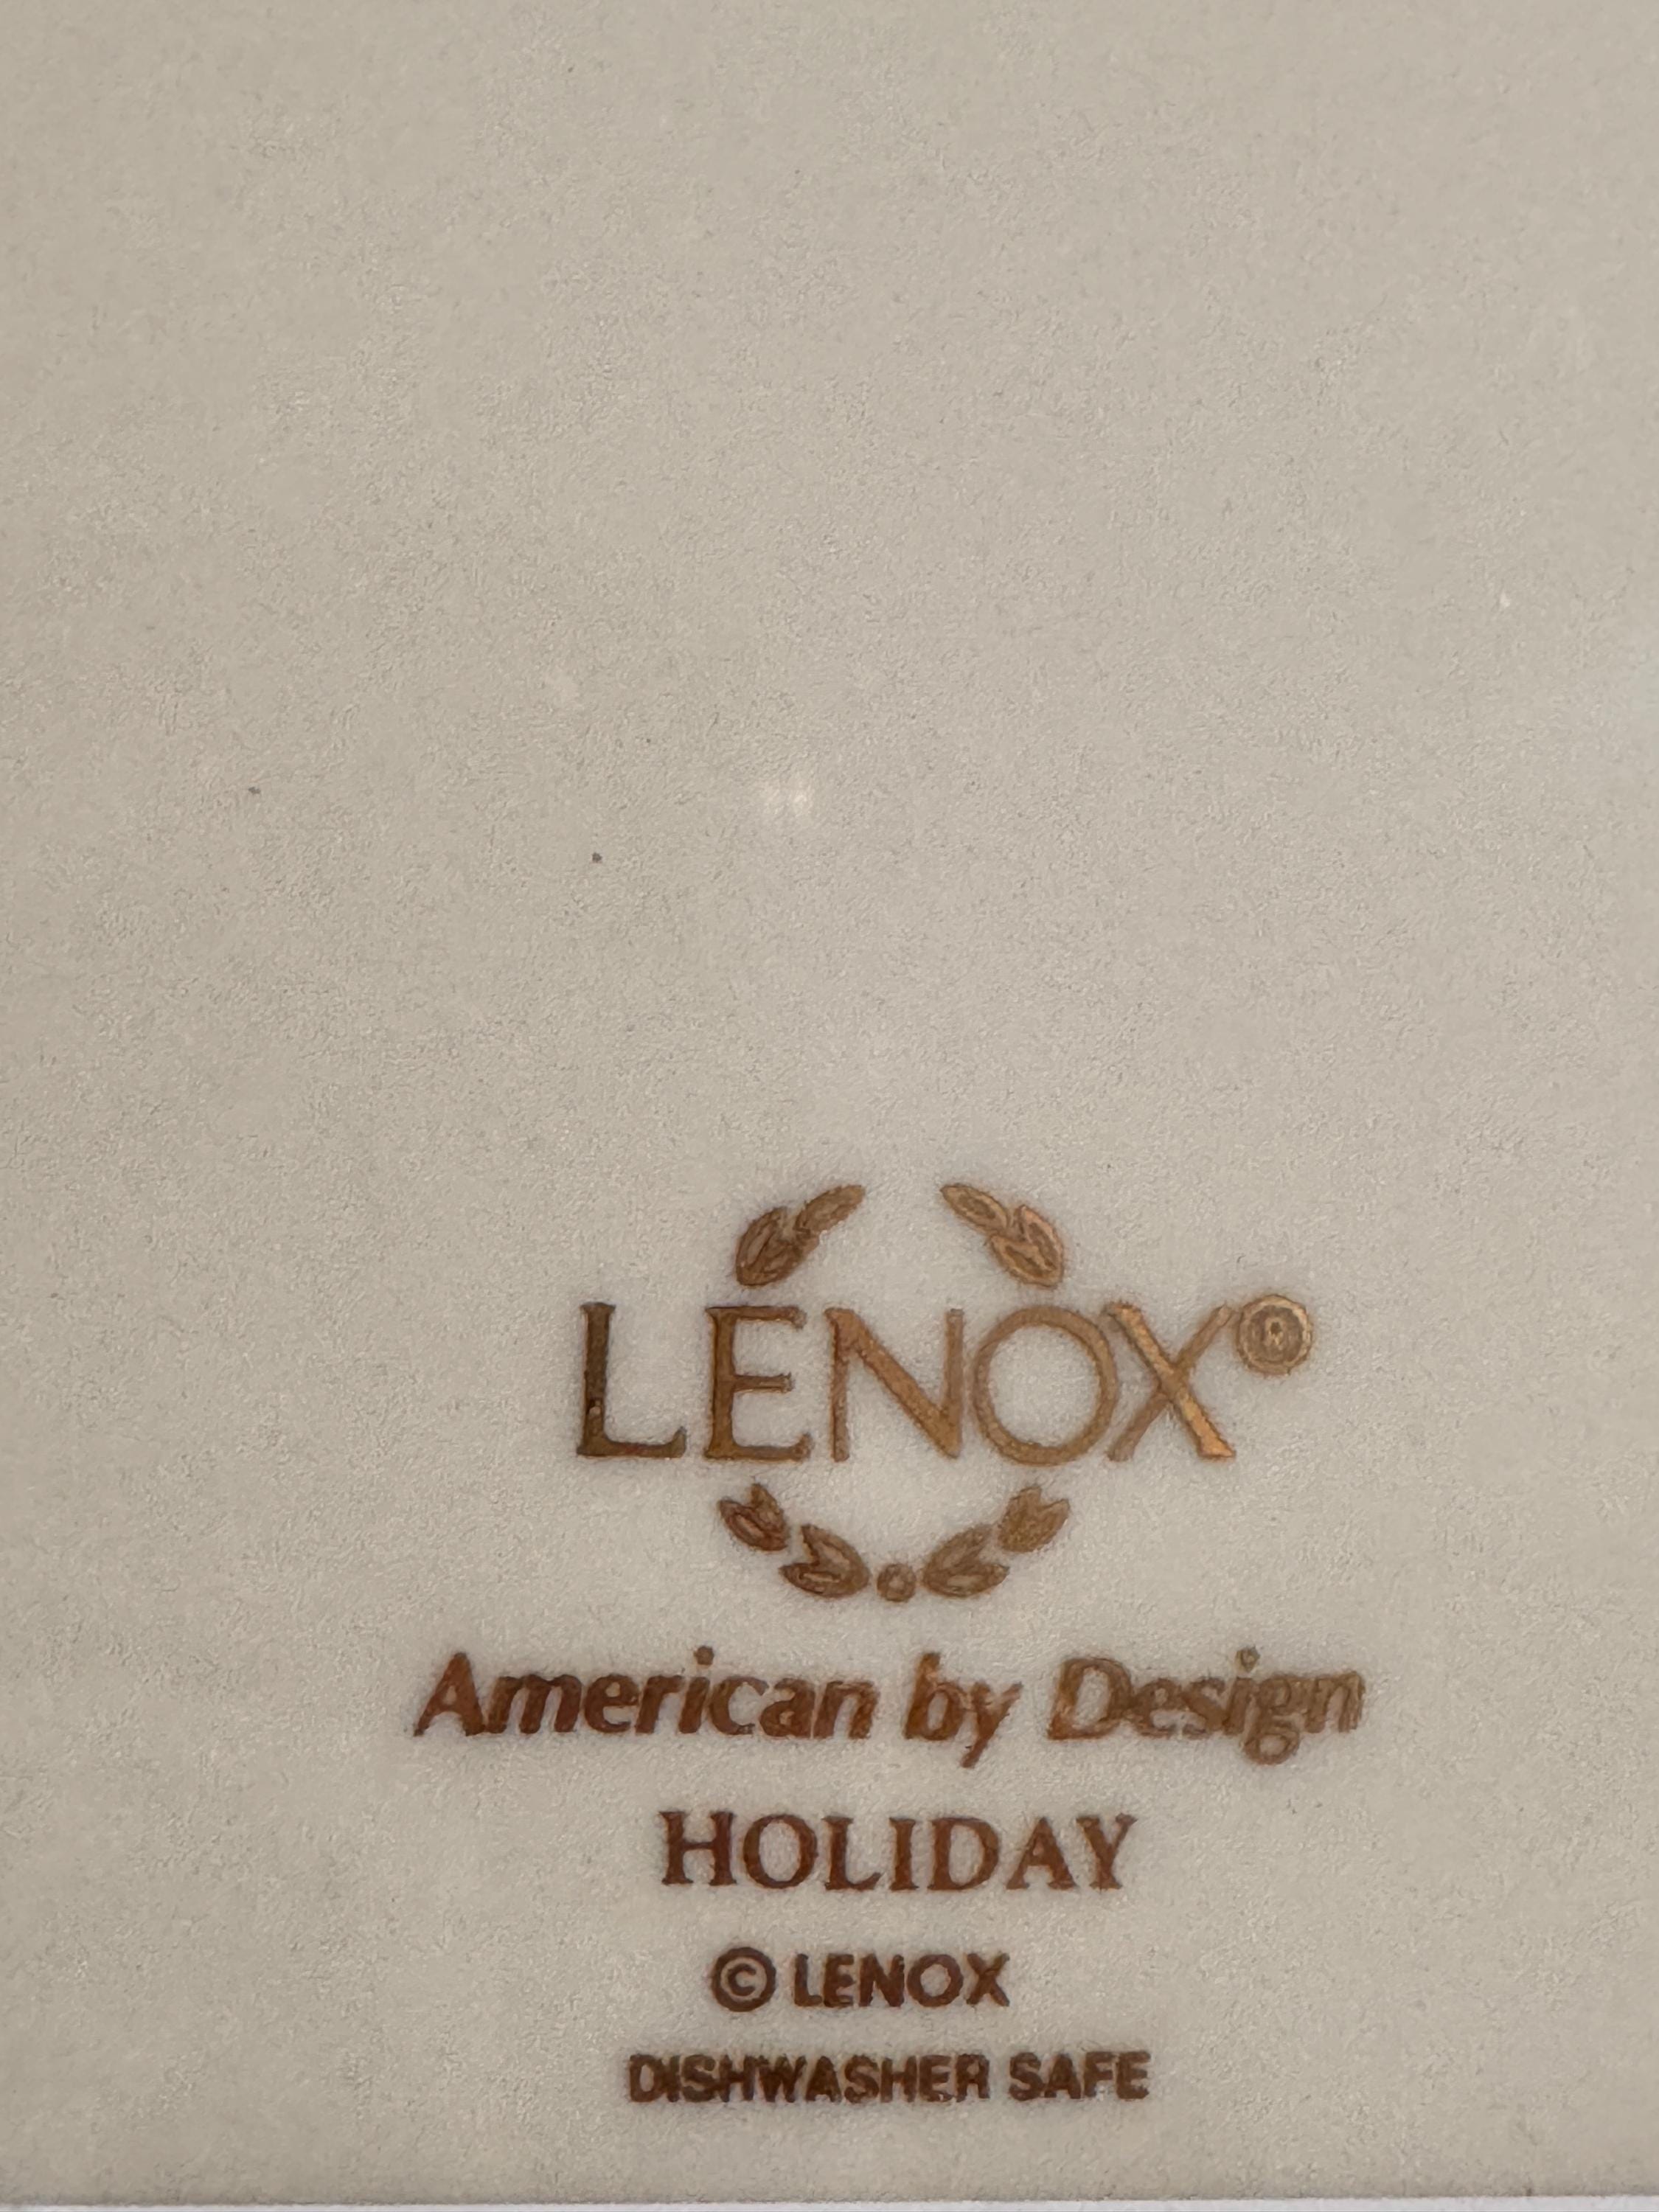 LENOX®
American by Design
HOLIDAY
© LENOX
DISHWASHER SAFE